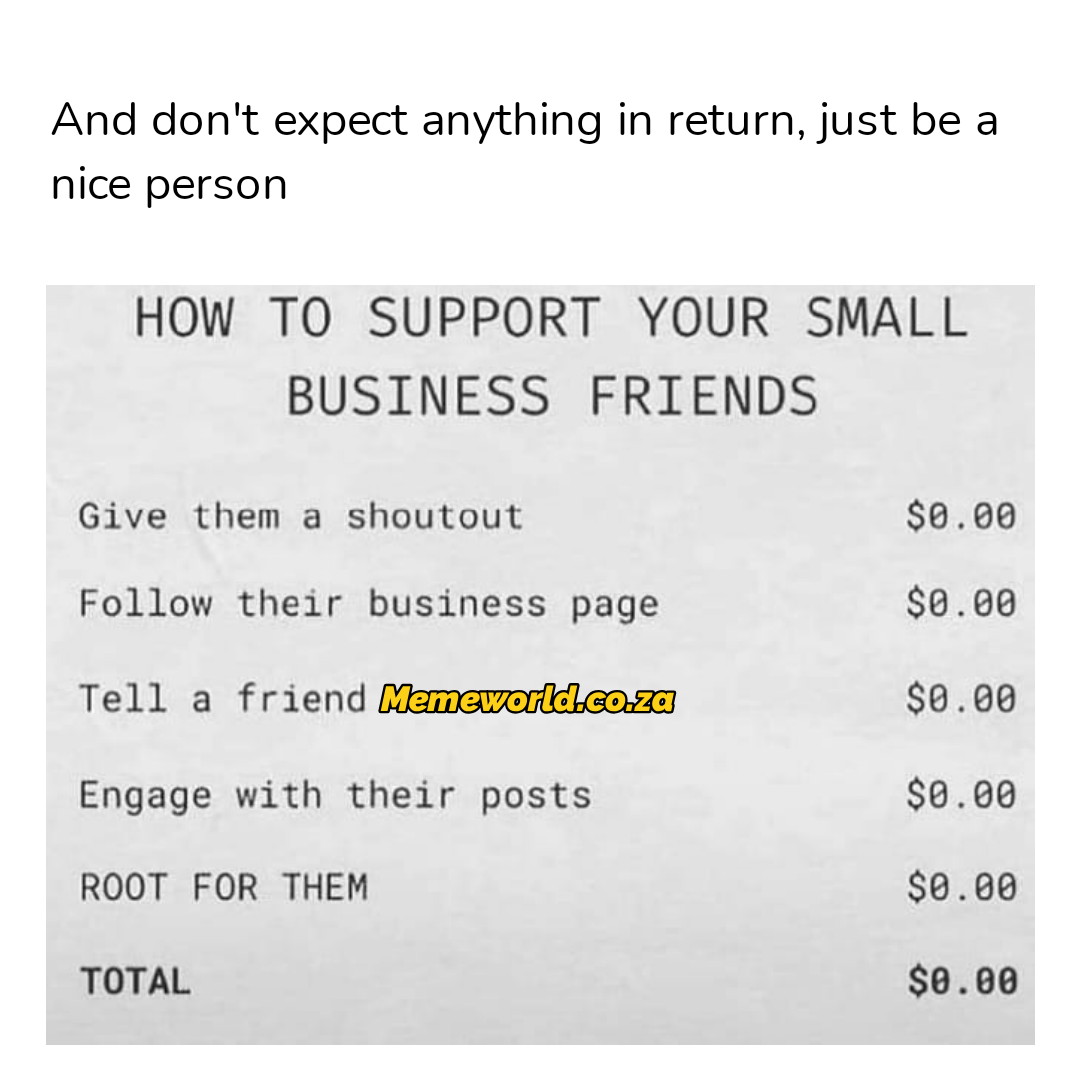 And don't expect anything in return, just be a
nice person
HOW TO SUPPORT YOUR SMALL
BUSINESS FRIENDS
Give them a shoutout $0.00
Follow their business page $0.00
Tell a friend Memeworld.co.za $0.00
Engage with their posts $0.00
ROOT FOR THEM $0.00
TOTAL $0.00